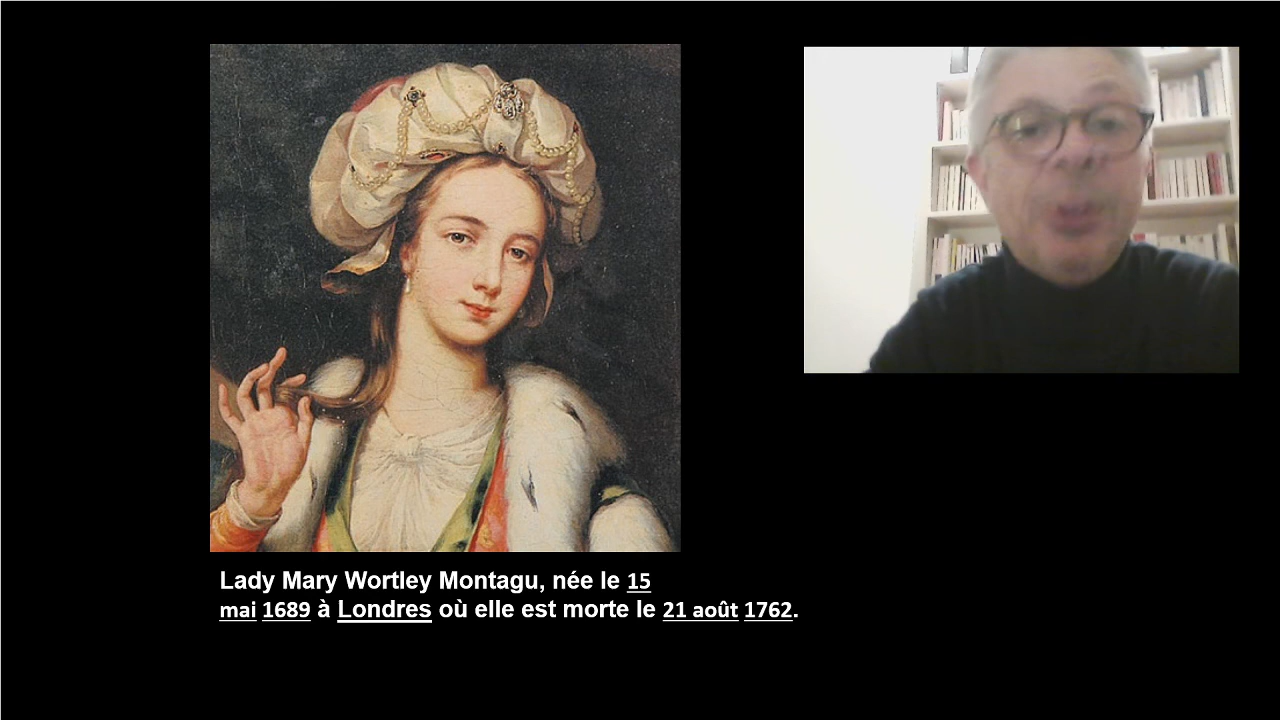 Lady Mary Wortley Montagu, née le 15
mai 1689 à Londres où elle est morte le 21 août 1762.